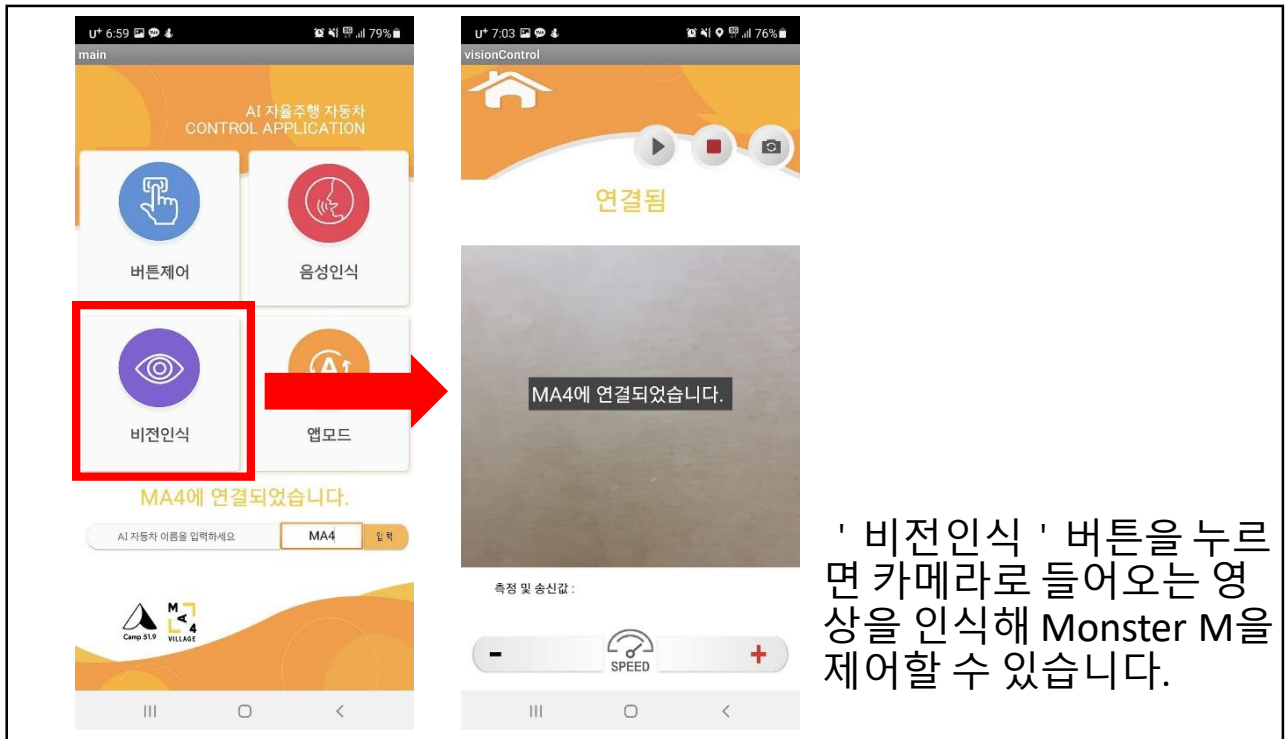 U⁺ 6:59 79%
main
AI 자율주행 자동차
CONTROL APPLICATION
버튼제어
음성인식
A
비전인식
앱모드
MA4에 연결되었습니다.
AI 자동차 이름을 입력하세요 MA4 입력
Camp 51.9
MA4
VILLAGE
U⁺ 7:03 76%
visionControl
연결됨
MA4에 연결되었습니다.
측정 및 송신값 :
- SPEED +
' 비전인식 ' 버튼을 누르
면 카메라로 들어오는 영
상을 인식해 Monster M을
제어할 수 있습니다.